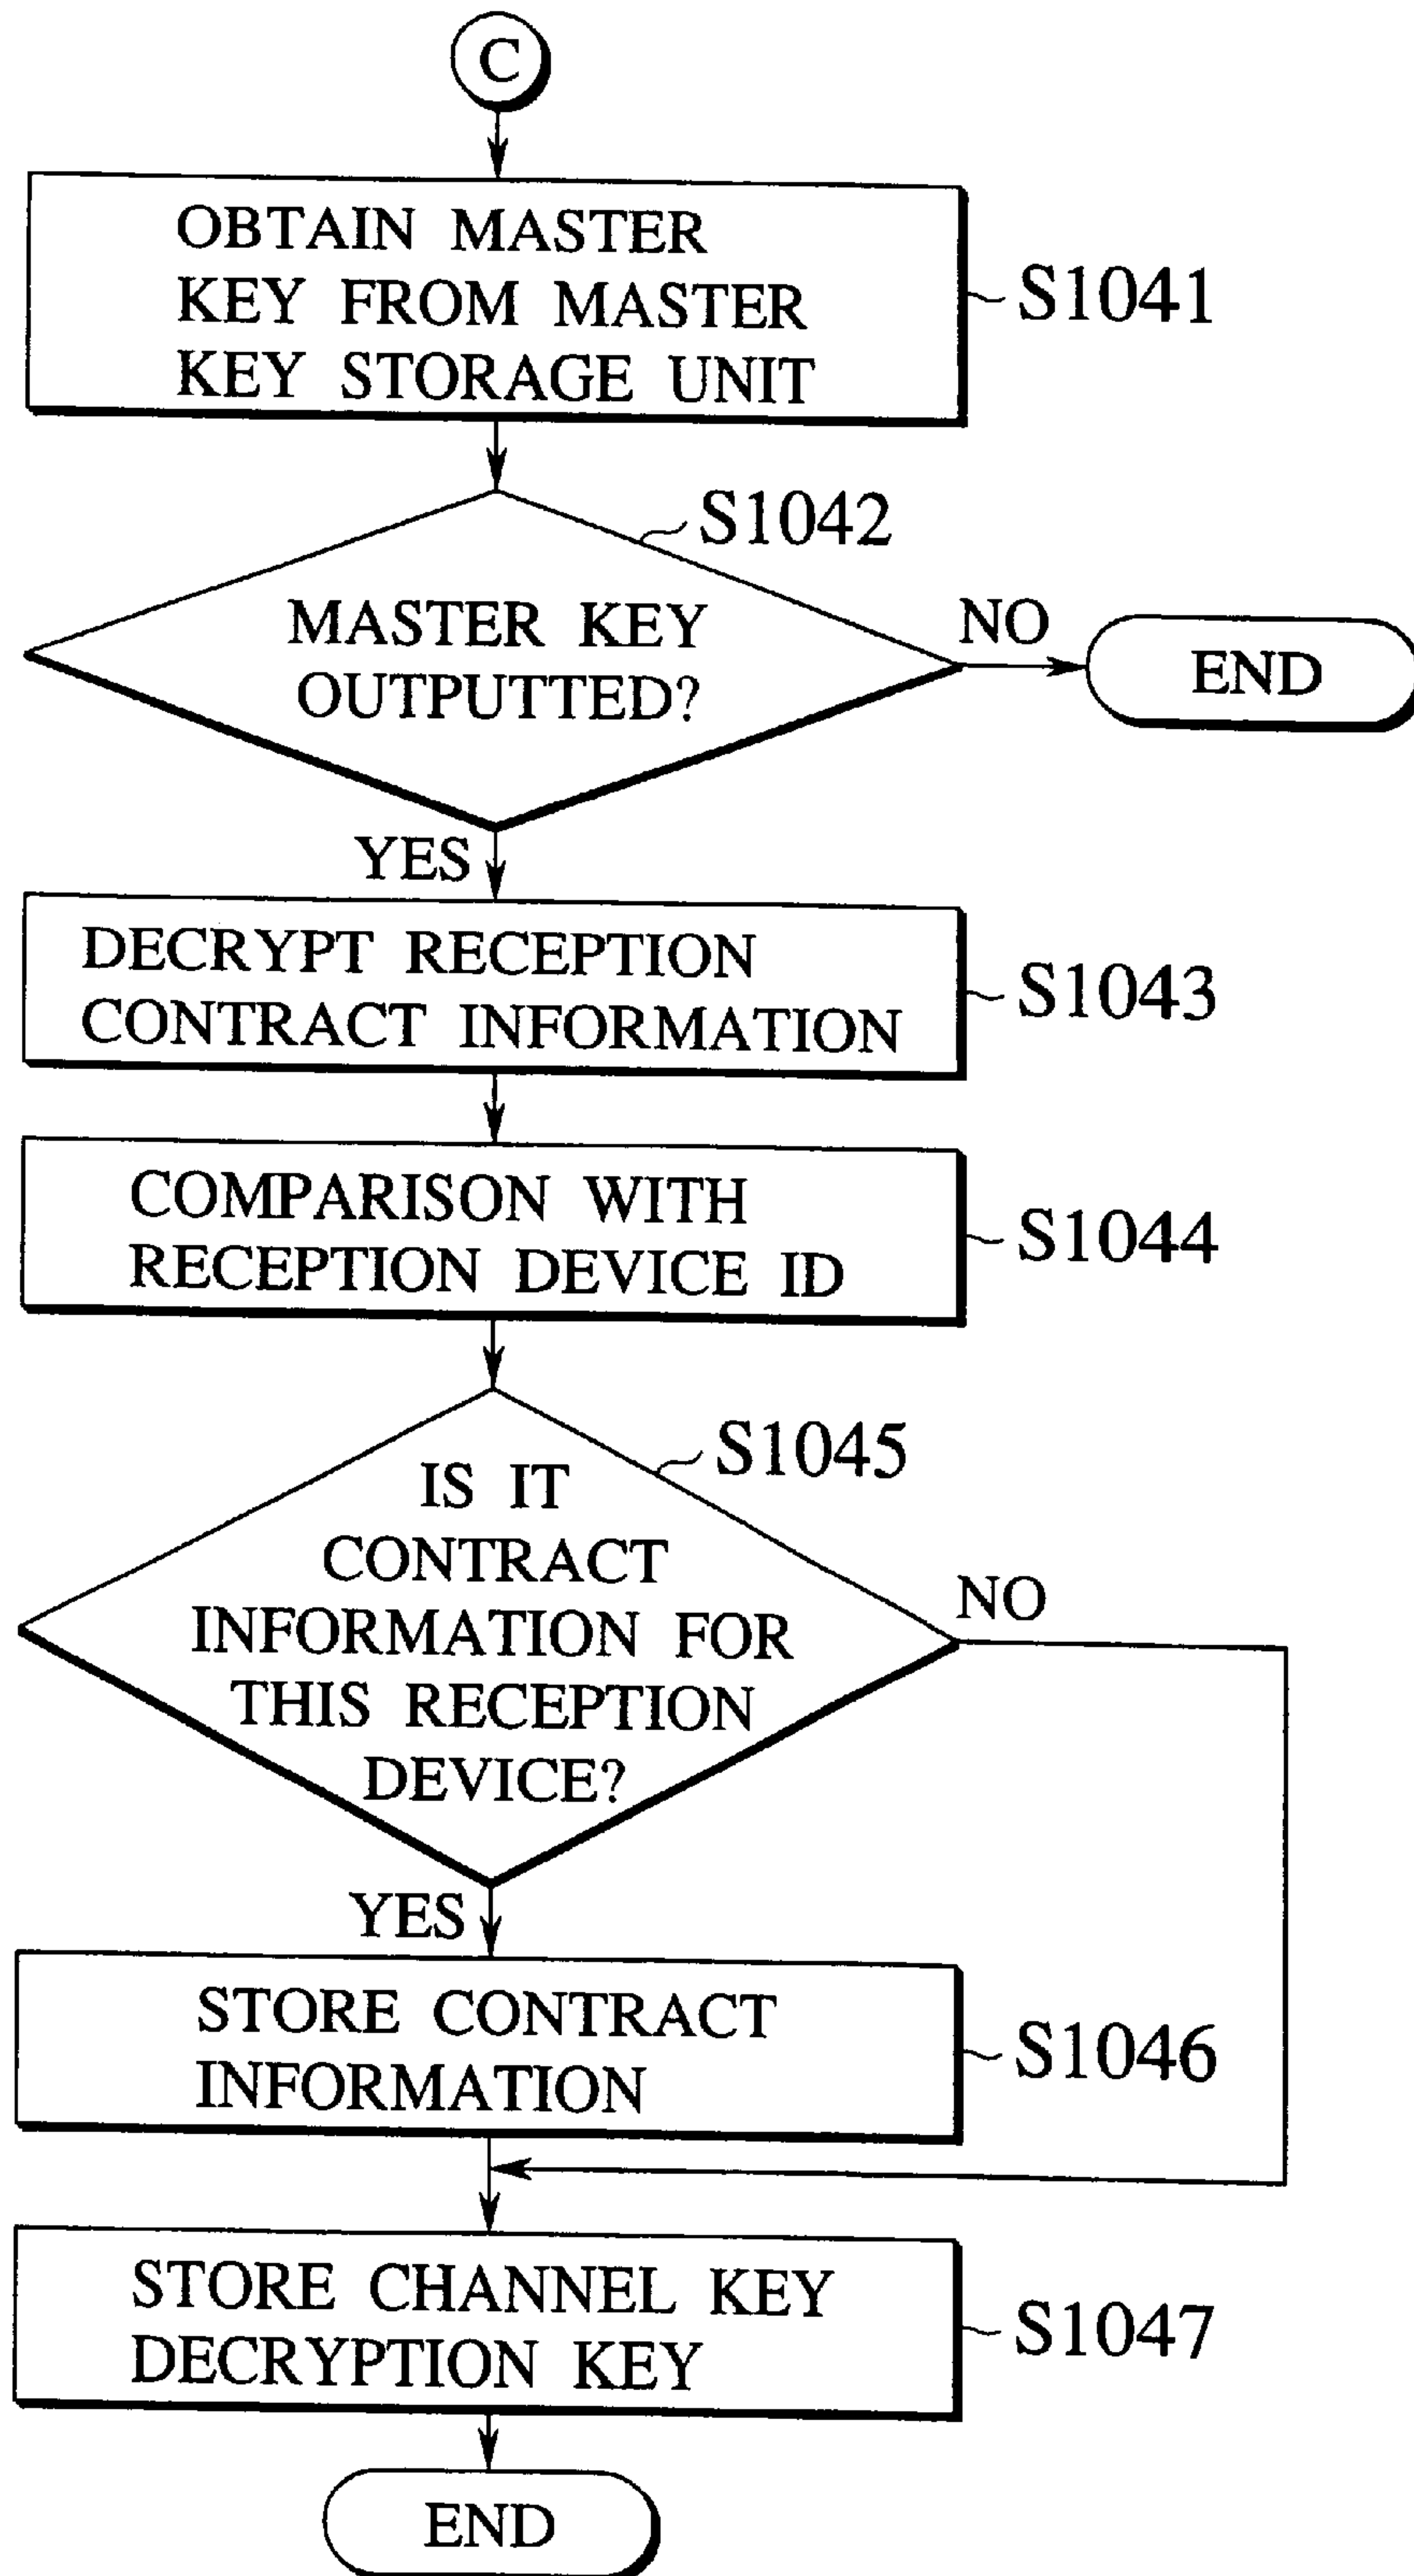 C
OBTAIN MASTER
KEY FROM MASTER
KEY STORAGE UNIT
S1041
S1042
MASTER KEY
OUTPUTTED?
NO
END
YES
DECRYPT RECEPTION
CONTRACT INFORMATION
S1043
COMPARISON WITH
RECEPTION DEVICE ID
S1044
S1045
IS IT
CONTRACT
INFORMATION FOR
THIS RECEPTION
DEVICE?
NO
YES
STORE CONTRACT
INFORMATION
S1046
STORE CHANNEL KEY
DECRYPTION KEY
S1047
END